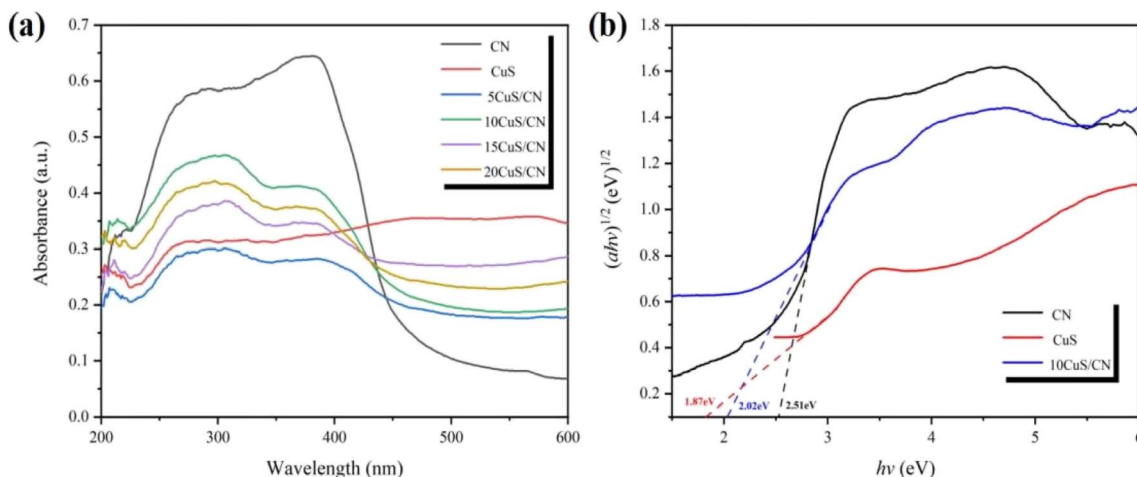 (a)
0.7
0.6
0.5
0.4
0.3
0.2
0.1
0.0
Absorbance (a.u.)
200
300
400
500
600
Wavelength (nm)
CN
CuS
5CuS/CN
10CuS/CN
15CuS/CN
20CuS/CN
(b)
1.8
1.6
1.4
1.2
1.0
0.8
0.6
0.4
0.2
(ahν)^1/2 (eV)^1/2
2
3
4
5
6
hν (eV)
CN
CuS
10CuS/CN
1.87eV
2.02eV
2.51eV